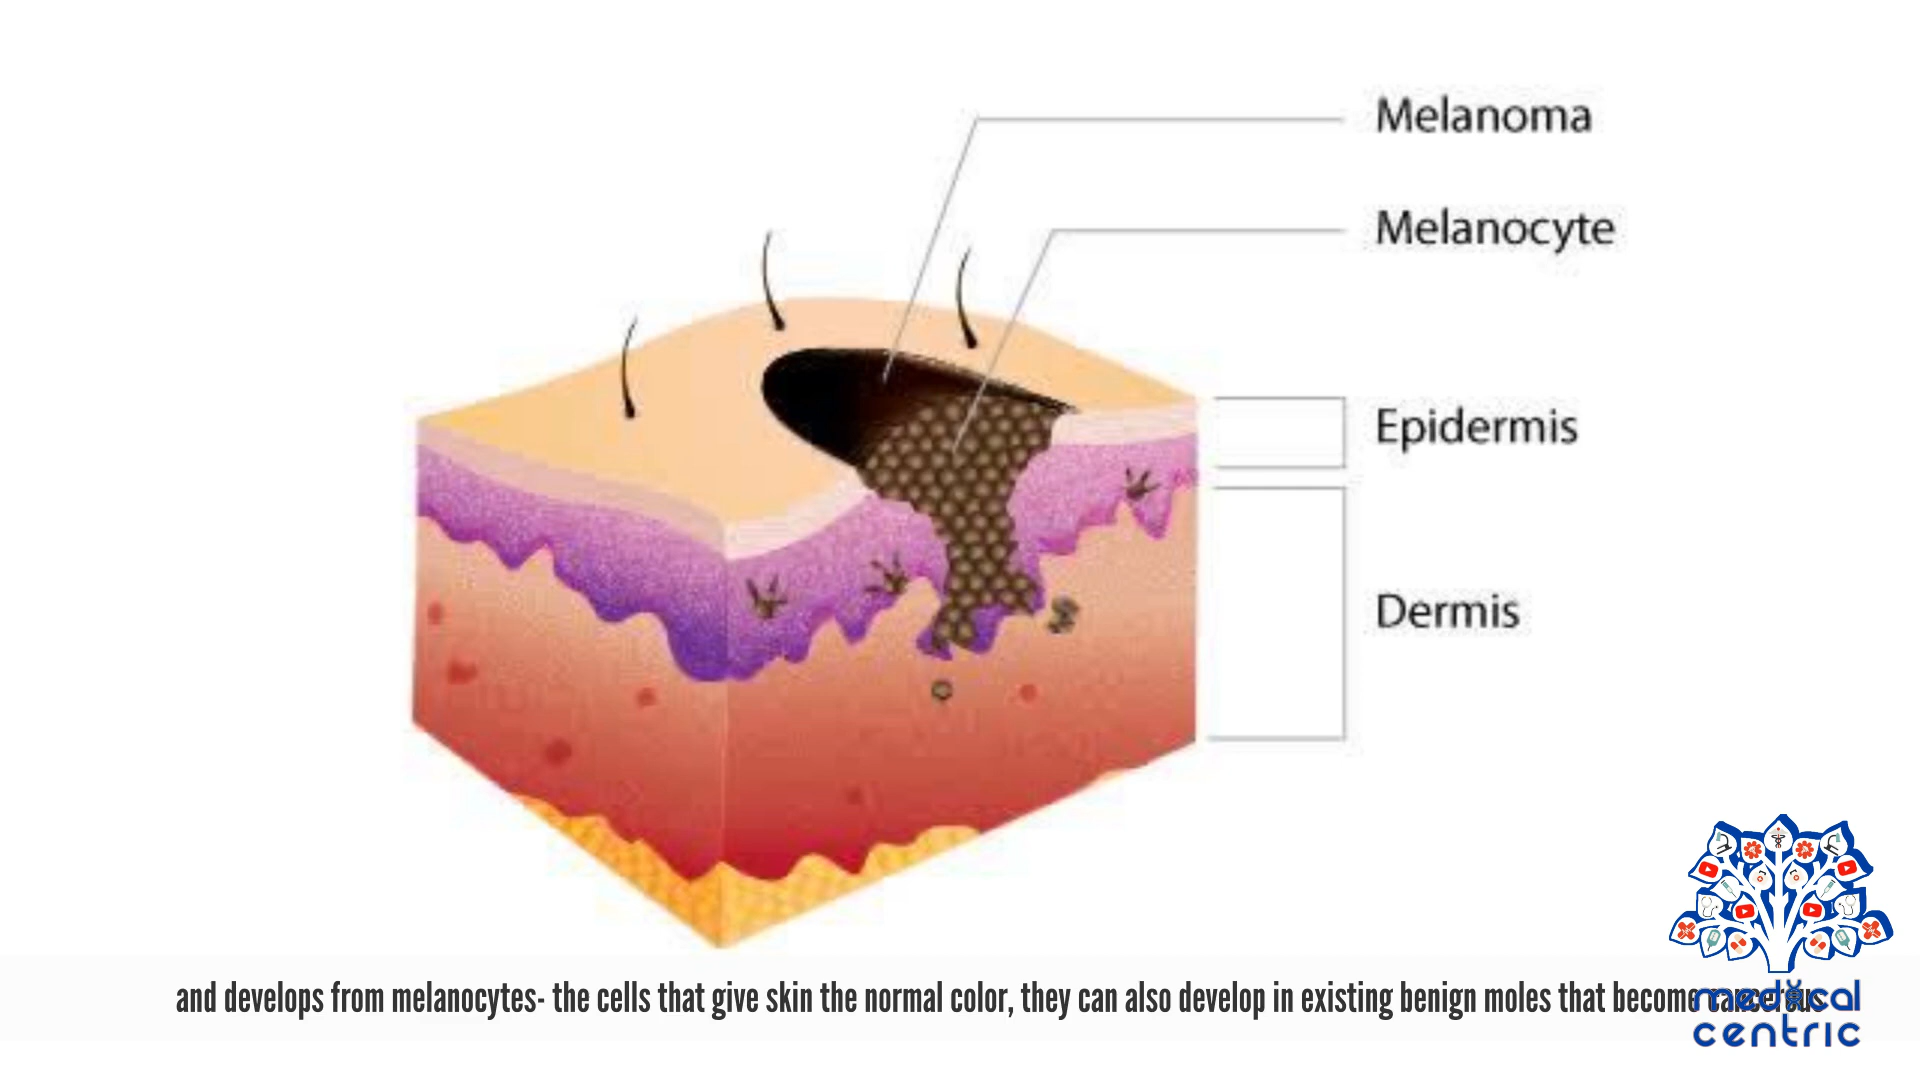 Melanoma
Melanocyte
Epidermis
Dermis
and develops from melanocytes- the cells that give skin the normal color, they can also develop in existing benign moles that become cancerous
medical
centric